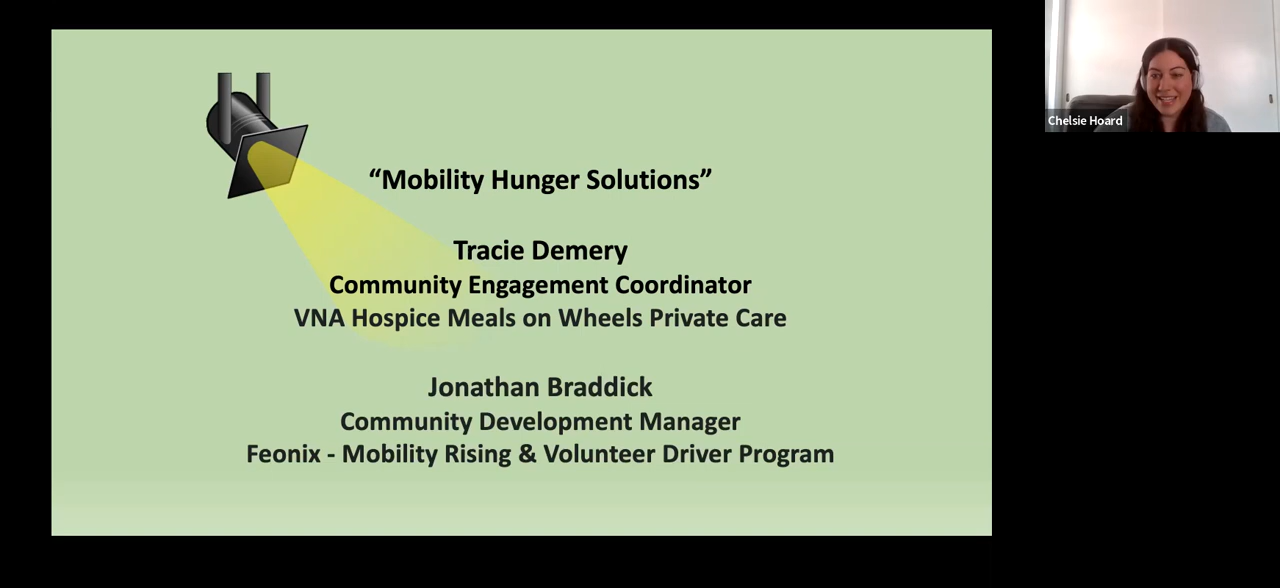 “Mobility Hunger Solutions”
Tracie Demery
Community Engagement Coordinator
VNA Hospice Meals on Wheels Private Care
Jonathan Braddick
Community Development Manager
Feonix - Mobility Rising & Volunteer Driver Program
Chelsie Hoard